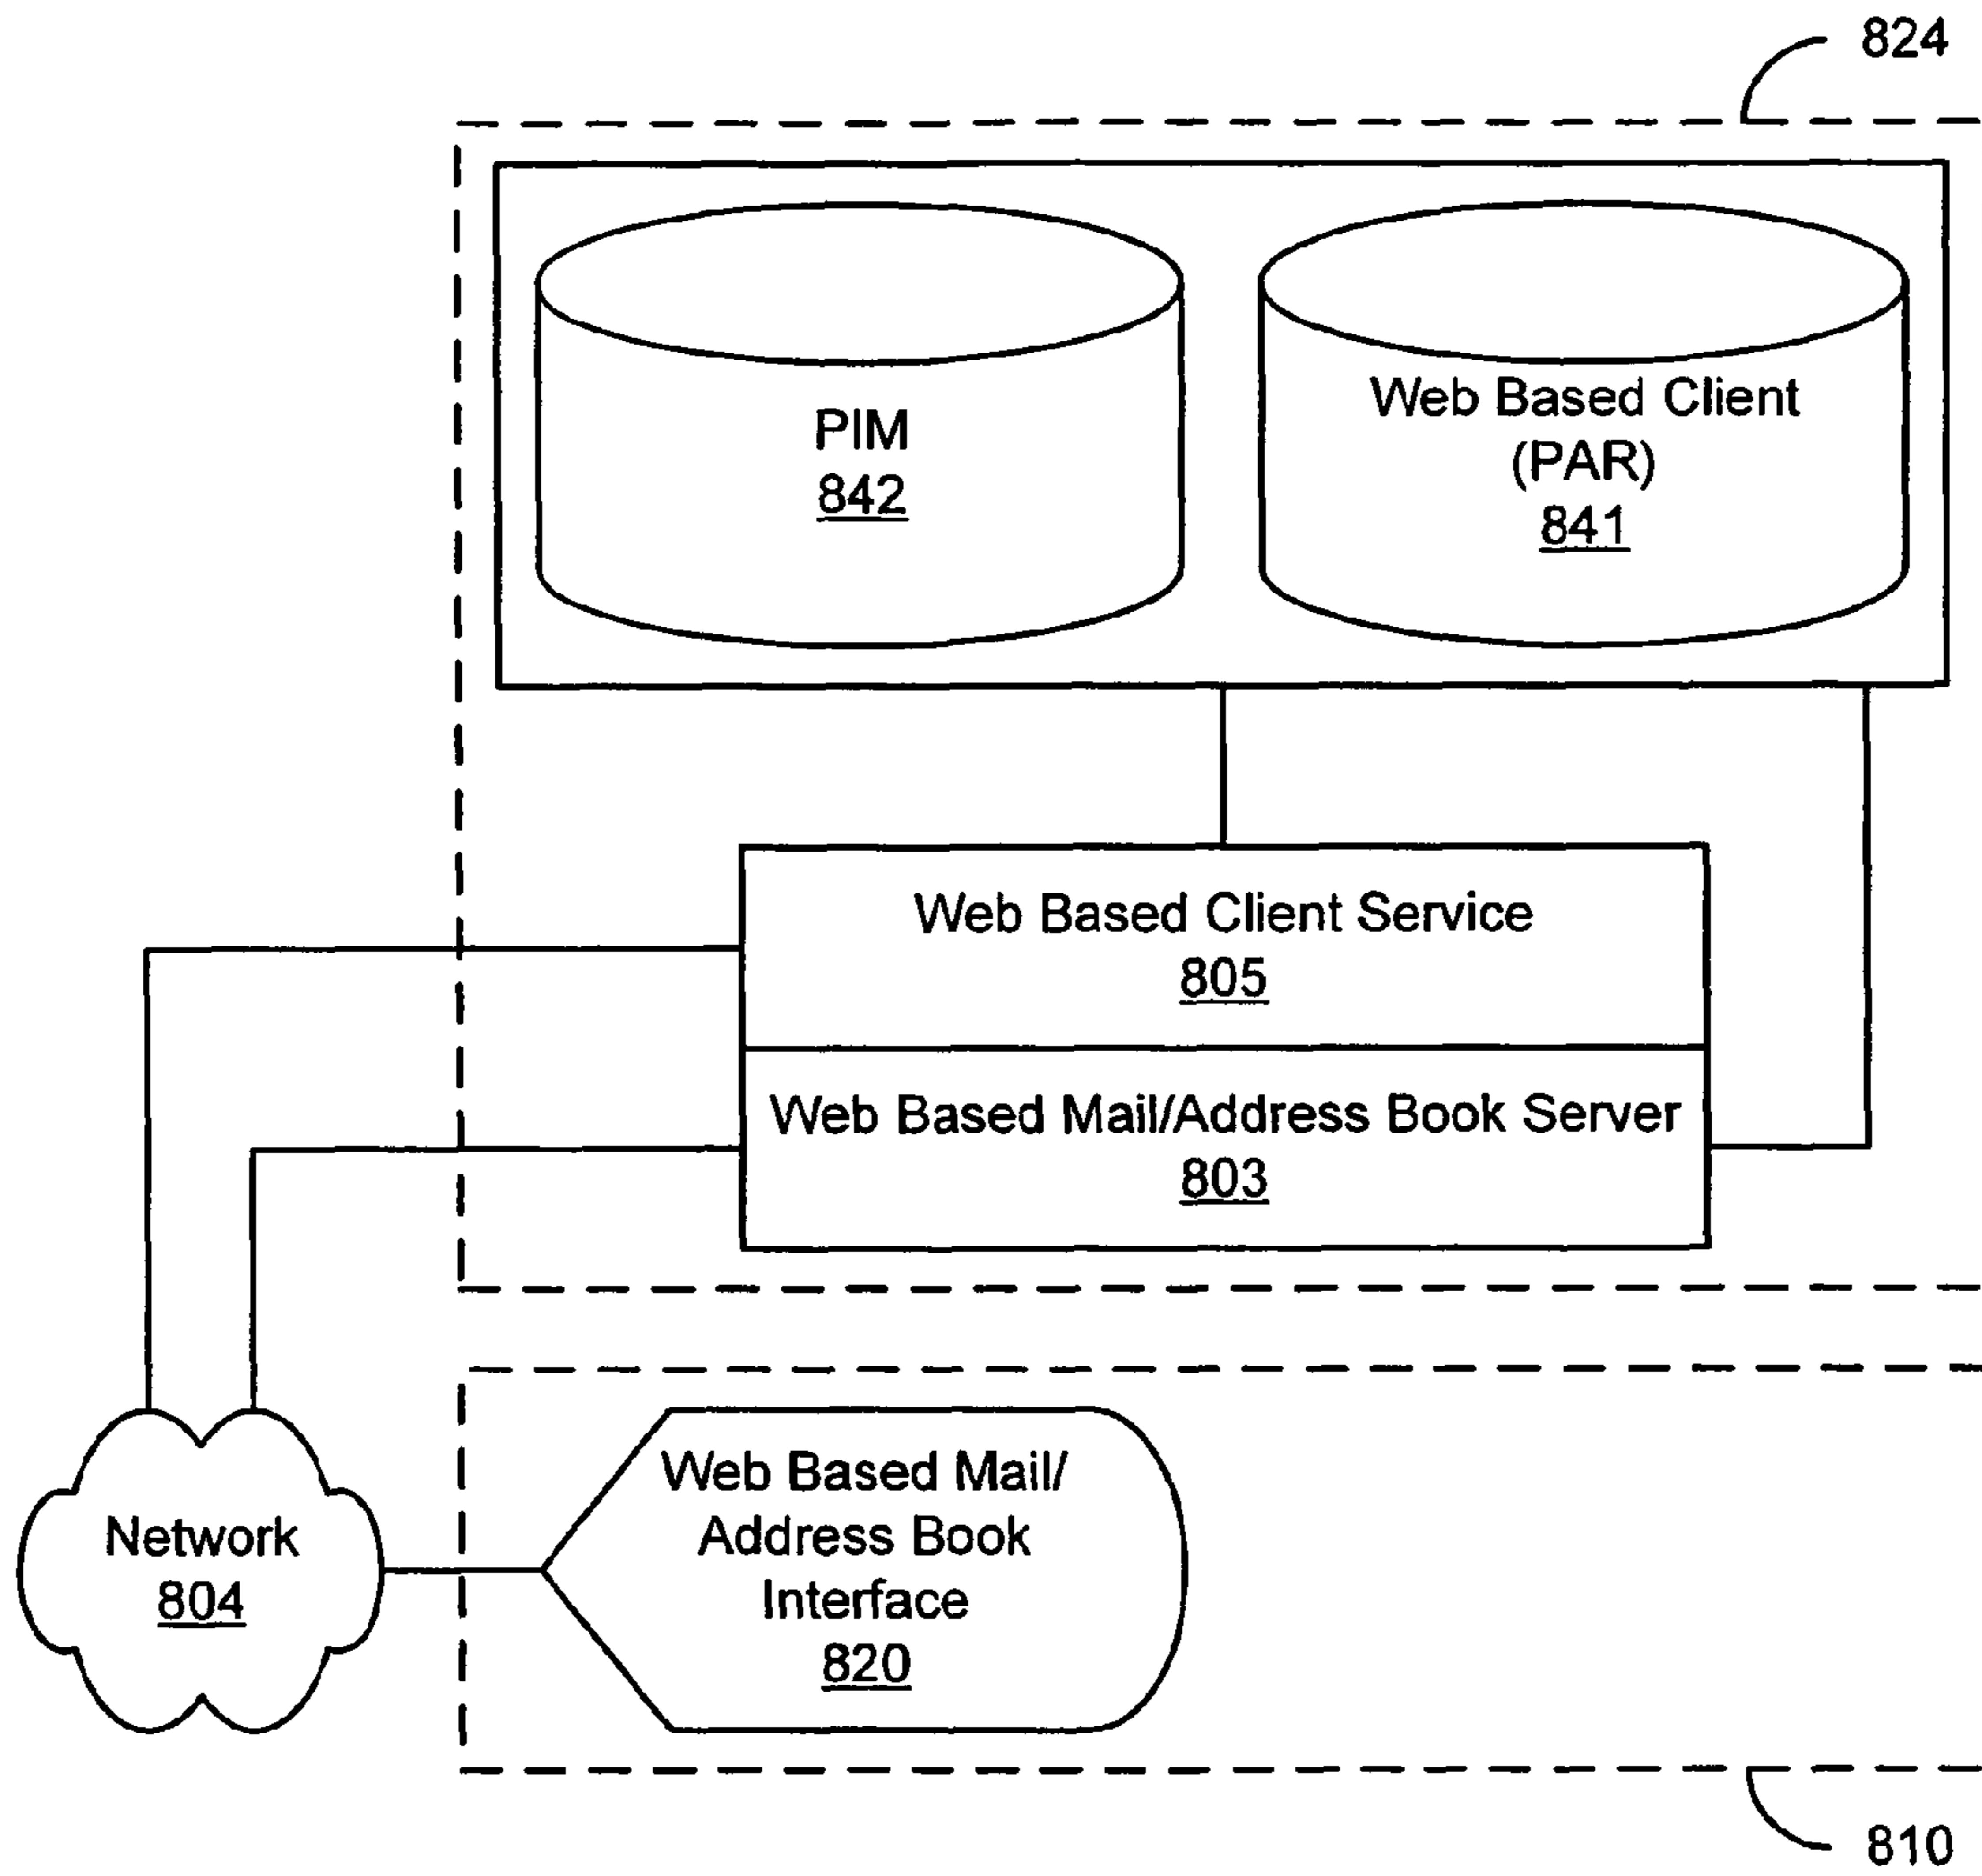 824
PIM
842
Web Based Client
(PAR)
841
Web Based Client Service
805
Web Based Mail/Address Book Server
803
Network
804
Web Based Mail/
Address Book
Interface
820
810